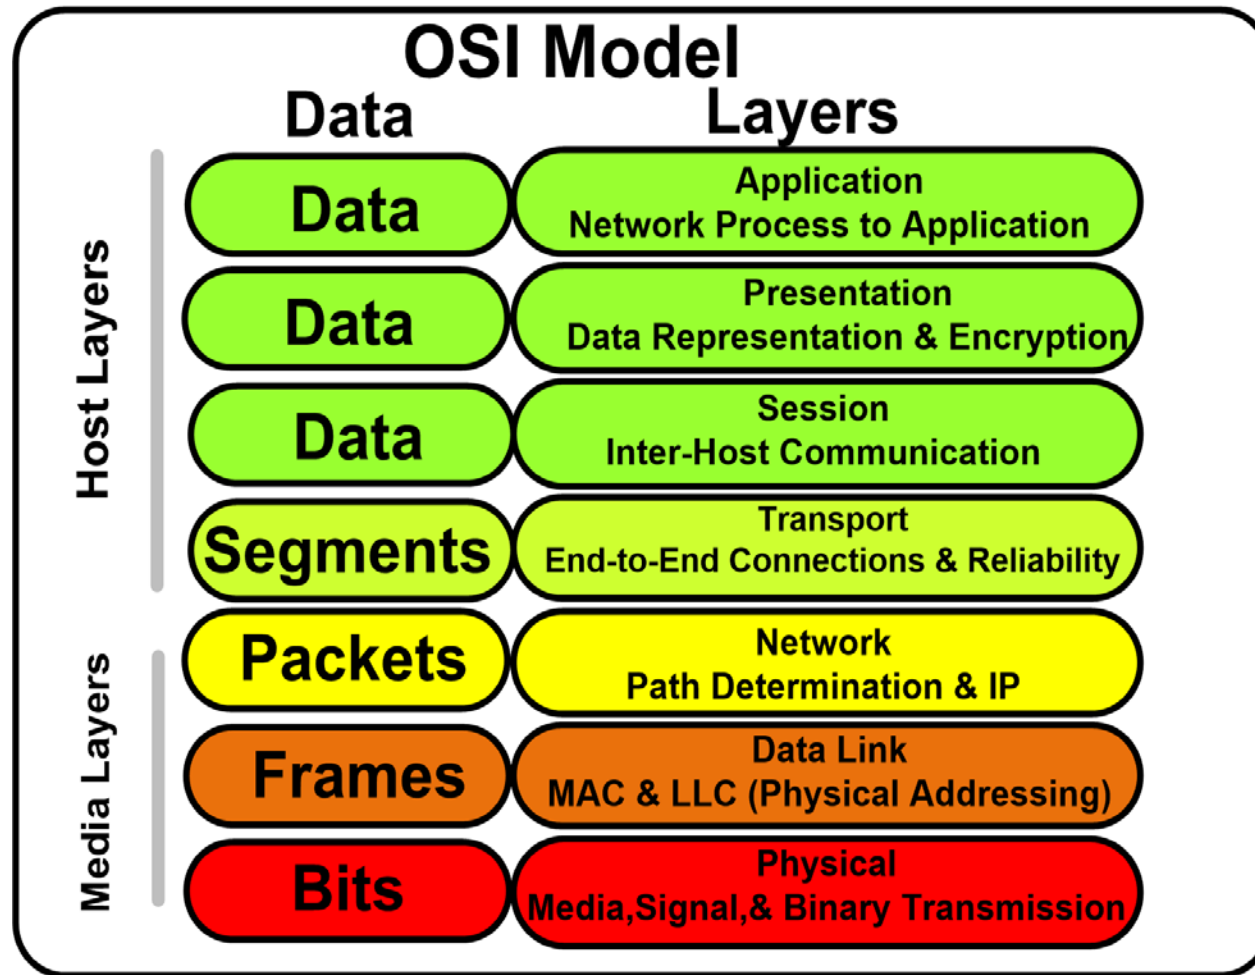 OSI Model
Data
Layers
Host Layers
Data
Application
Network Process to Application
Data
Presentation
Data Representation & Encryption
Data
Session
Inter-Host Communication
Segments
Transport
End-to-End Connections & Reliability
Media Layers
Packets
Network
Path Determination & IP
Frames
Data Link
MAC & LLC (Physical Addressing)
Bits
Physical
Media,Signal,& Binary Transmission